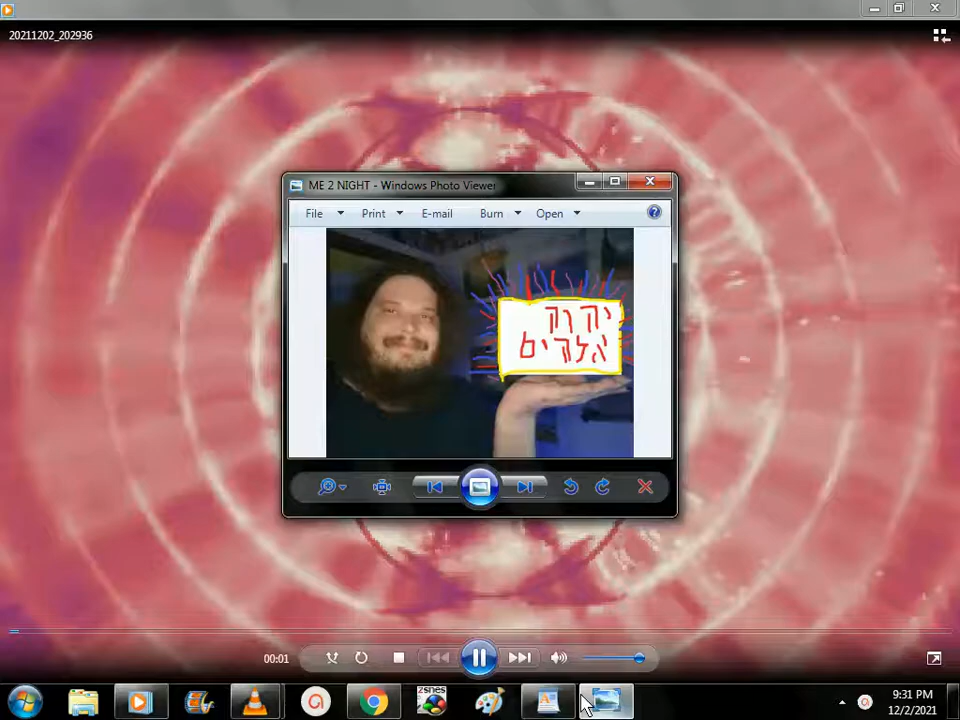 20211202_202936
ME 2 NIGHT - Windows Photo Viewer
File Print E-mail Burn Open
יקוק
אלקים
00:01
zsnes
9:31 PM
12/2/2021